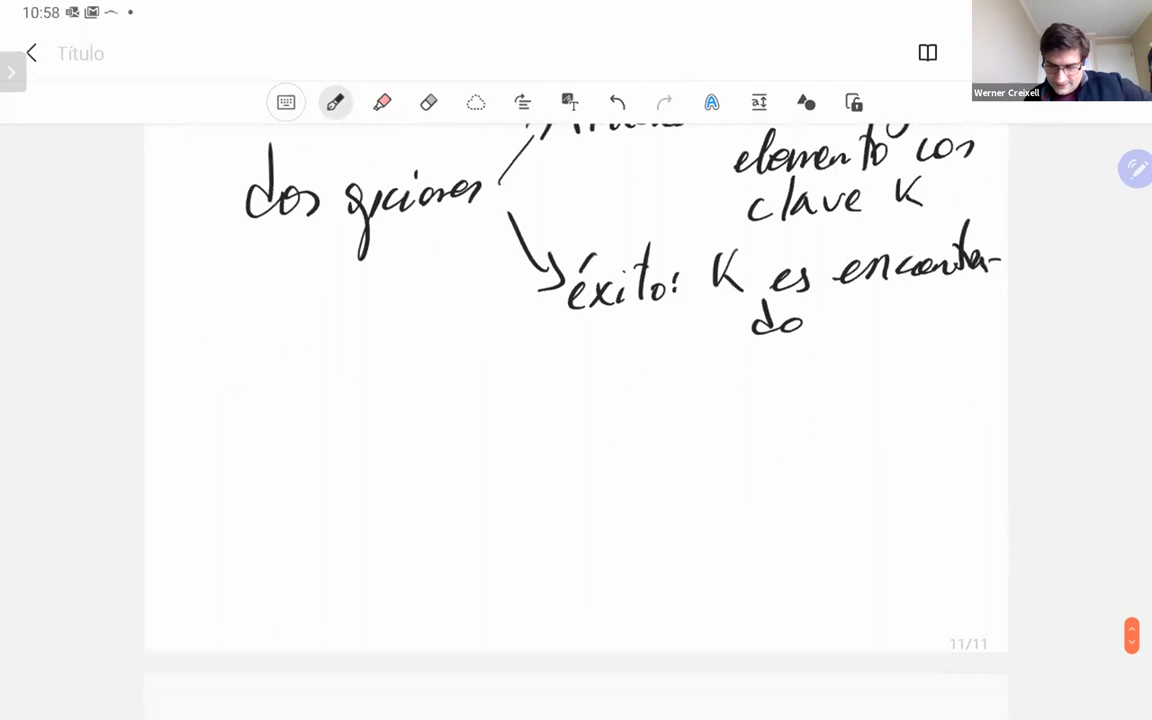 10:58
Título
Werner Creixell
elemento con
clave K
dos opciones
éxito: K es encontra-
do
11/11